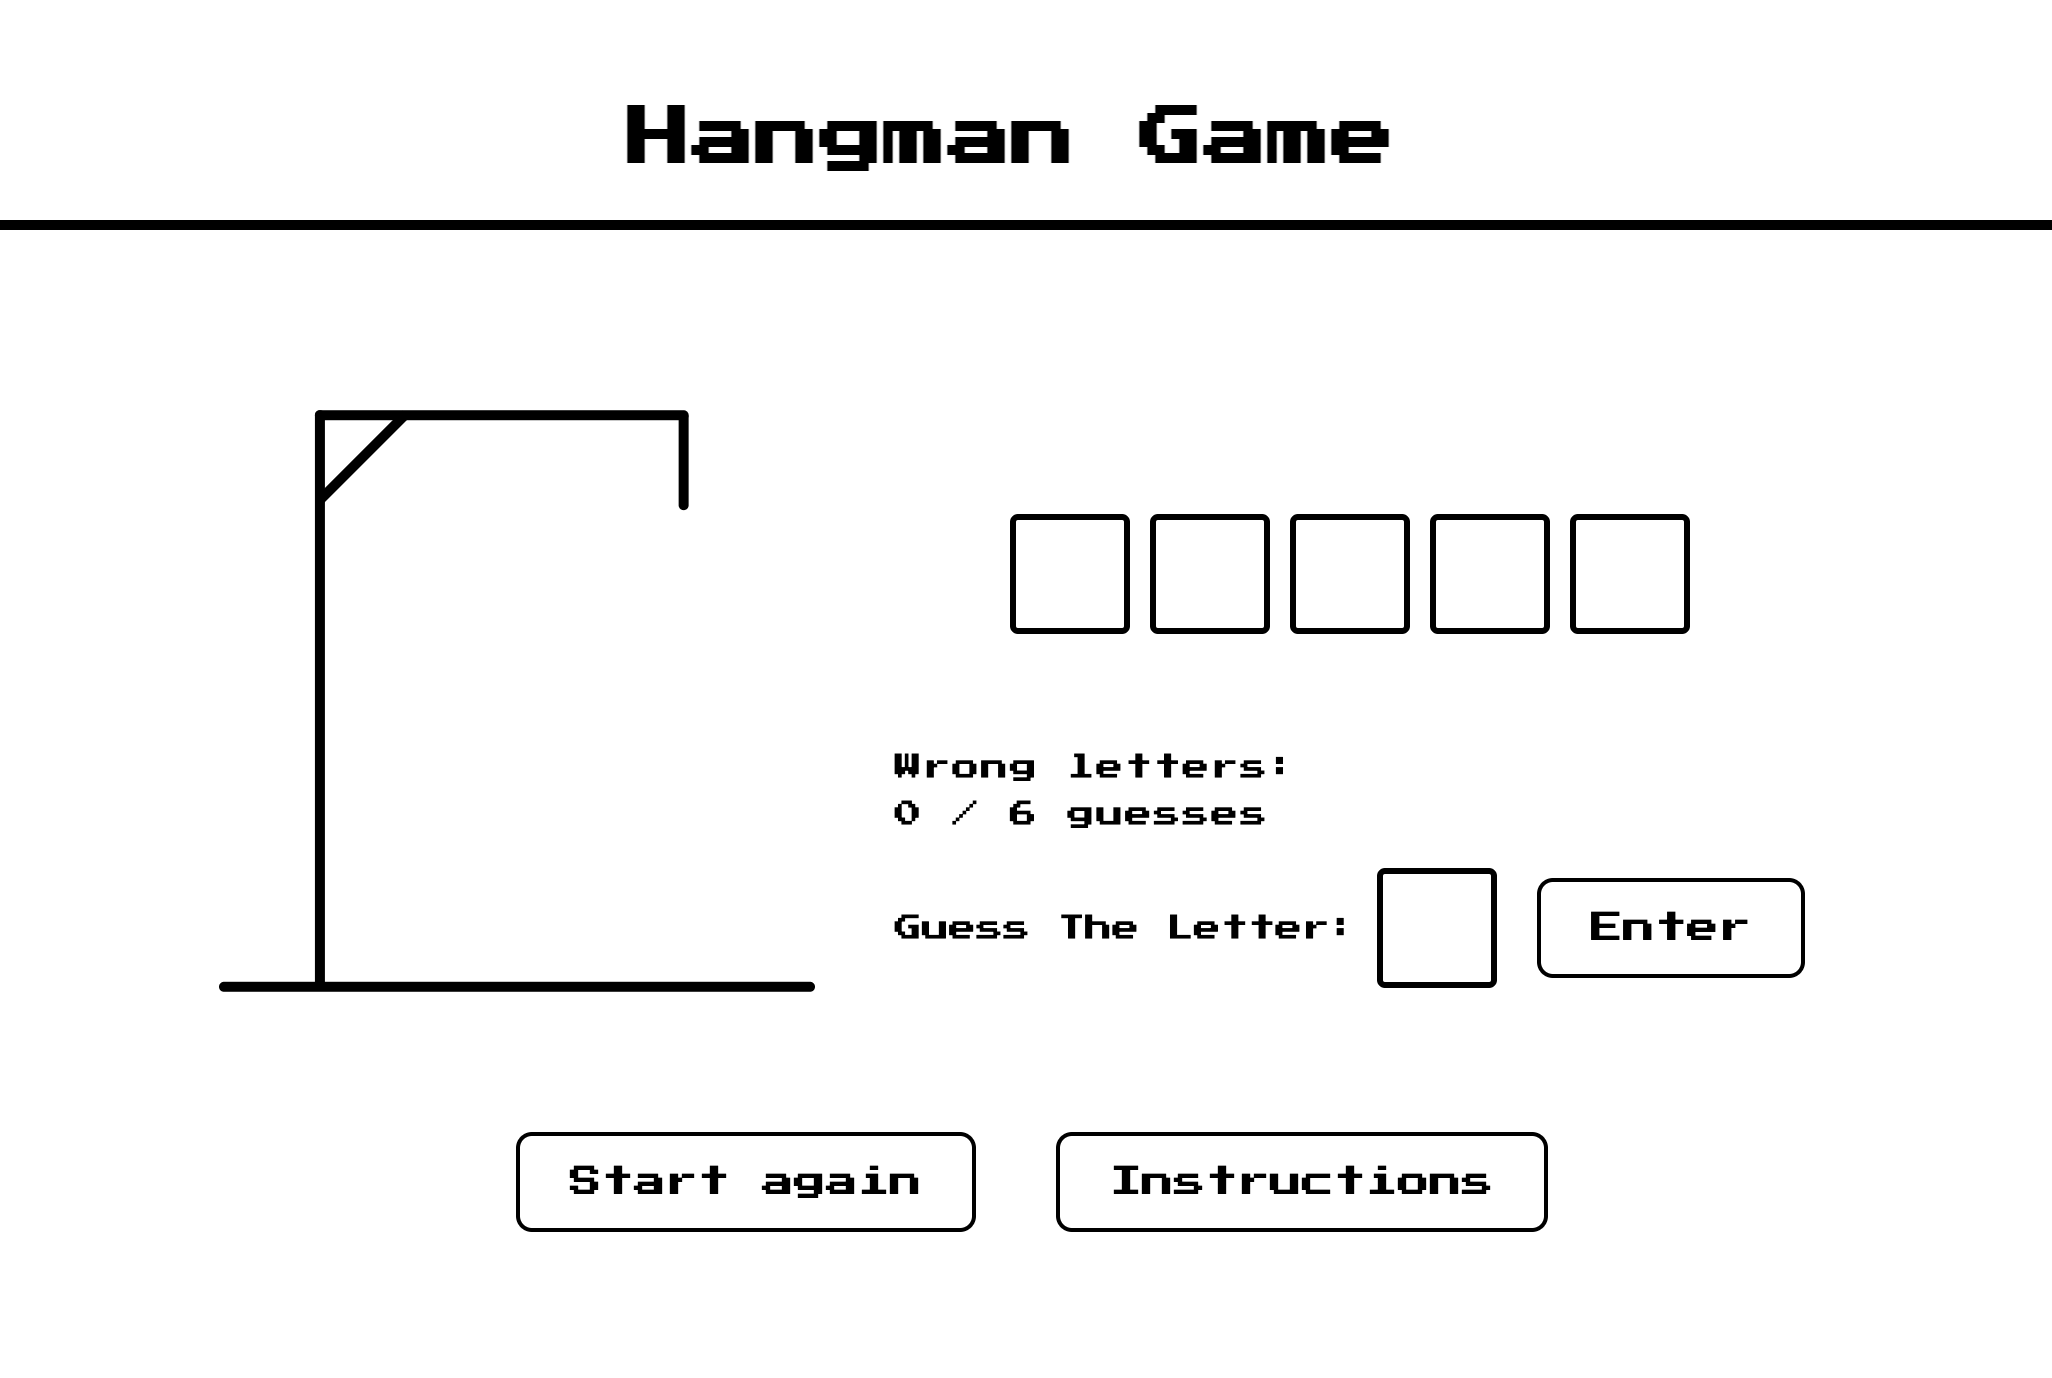 Hangman Game
Wrong letters:
0 / 6 guesses
Guess The Letter:
Enter
Start again
Instructions